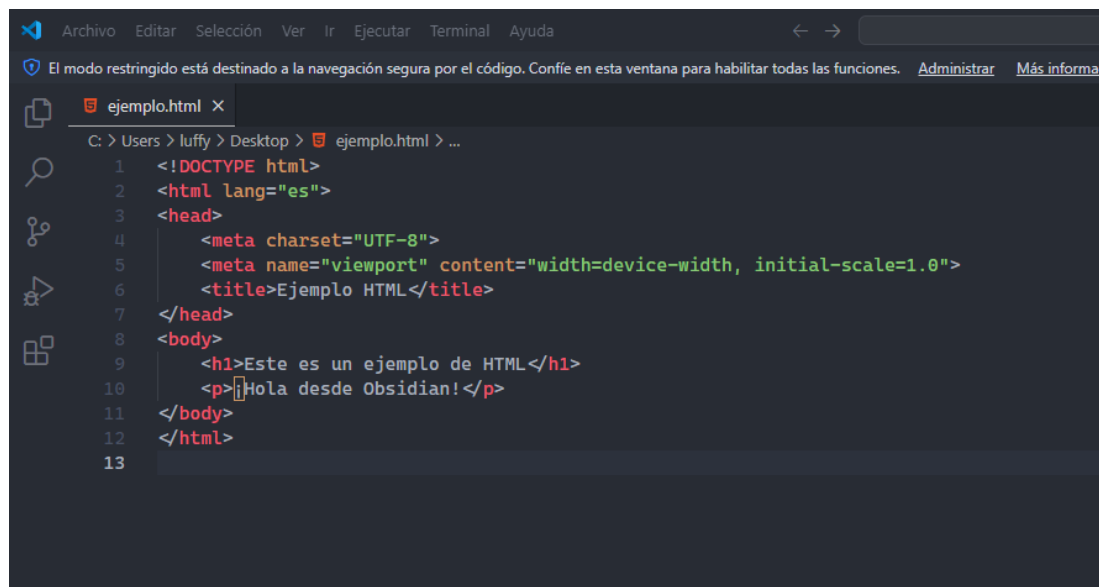 Archivo Editar Selección Ver Ir Ejecutar Terminal Ayuda
El modo restringido está destinado a la navegación segura por el código. Confíe en esta ventana para habilitar todas las funciones. Administrar Más informa
ejemplo.html
C: > Users > luffy > Desktop > ejemplo.html > ...
1 <!DOCTYPE html>
2 <html lang="es">
3 <head>
4 <meta charset="UTF-8">
5 <meta name="viewport" content="width=device-width, initial-scale=1.0">
6 <title>Ejemplo HTML</title>
7 </head>
8 <body>
9 <h1>Este es un ejemplo de HTML</h1>
10 <p>¡Hola desde Obsidian!</p>
11 </body>
12 </html>
13